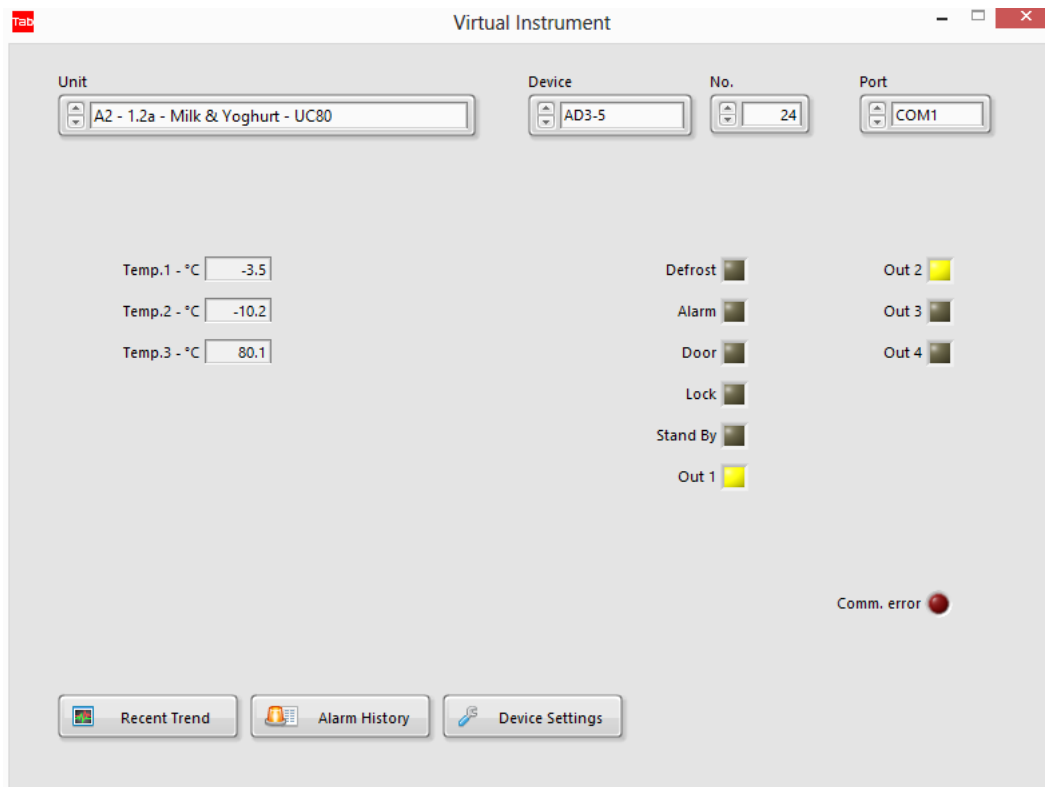 Tab Virtual Instrument
Unit Device No. Port
A2 - 1.2a - Milk & Yoghurt - UC80 AD3-5 24 COM1
Temp.1 - °C -3.5 Defrost Out 2
Temp.2 - °C -10.2 Alarm Out 3
Temp.3 - °C 80.1 Door Out 4
Lock
Stand By
Out 1
Comm. error
Recent Trend Alarm History Device Settings